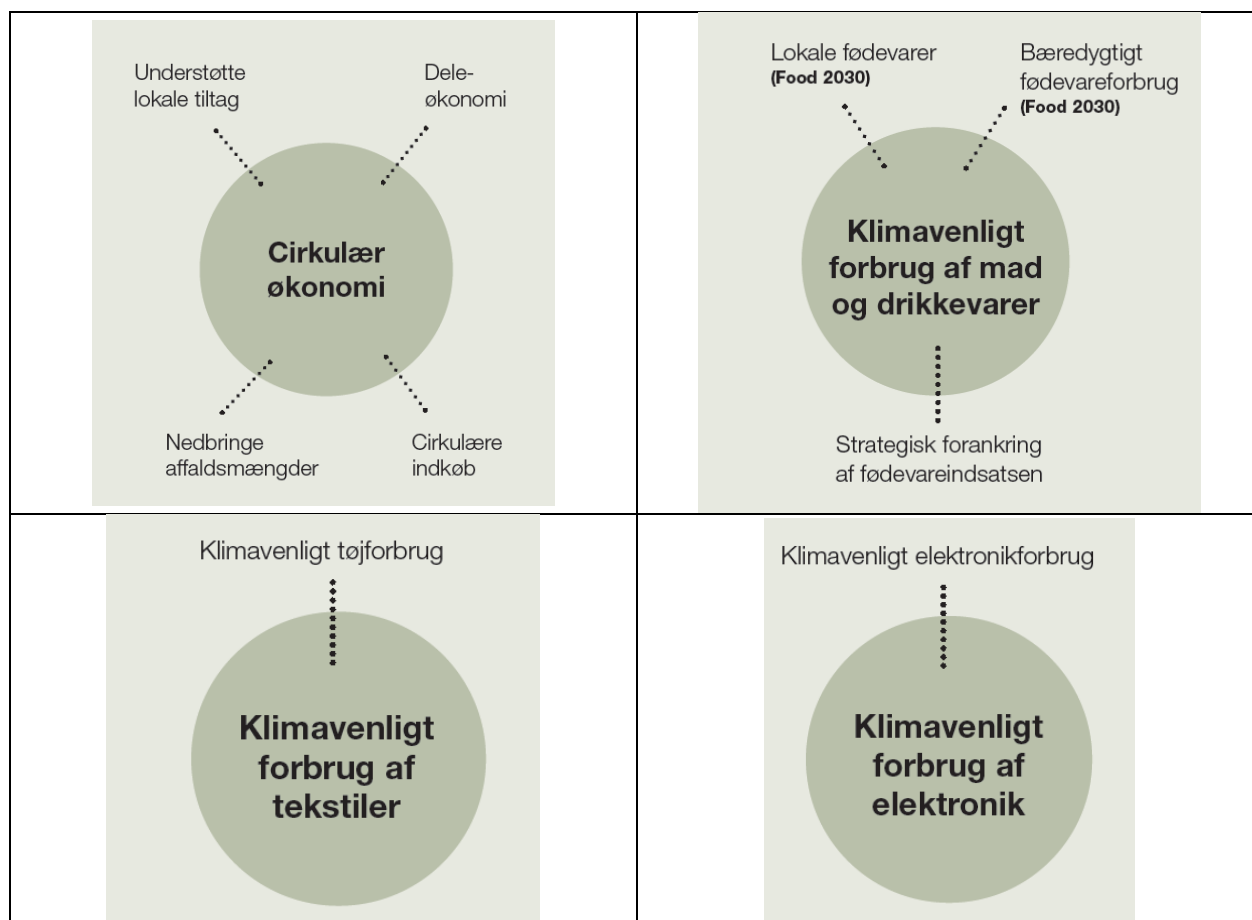 Understøtte
lokale tiltag
Dele-
økonomi
Cirkulær
økonomi
Nedbringe
affaldsmængder
Cirkulære
indkøb
Lokale fødevarer
(Food 2030)
Bæredygtigt
fødevareforbrug
(Food 2030)
Klimavenligt
forbrug af mad
og drikkevarer
Strategisk forankring
af fødevareindsatsen
Klimavenligt tøjforbrug
Klimavenligt
forbrug af
tekstiler
Klimavenligt elektronikforbrug
Klimavenligt
forbrug af
elektronik